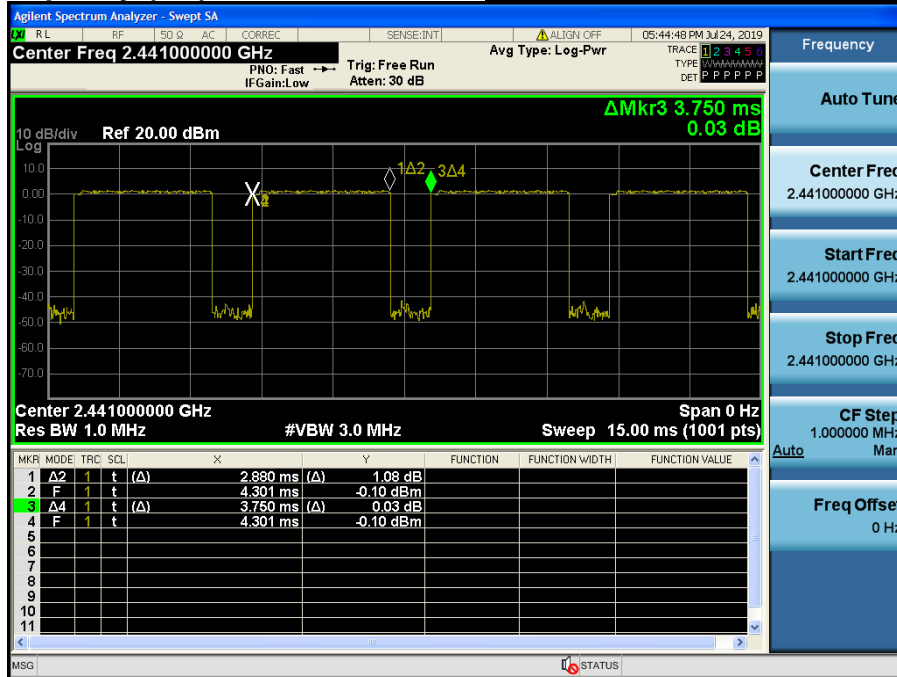 Agilent Spectrum Analyzer - Swept SA
LXI RL RF 50 Ω AC CORREC SENSE:INT ALIGN OFF 05:44:48 PM Jul 24, 2019
Center Freq 2.441000000 GHz Avg Type: Log-Pwr TRACE 1 2 3 4 5 6
PNO: Fast Trig: Free Run TYPE WWWWWW
IFGain:Low Atten: 30 dB DET P P P P P P
ΔMkr3 3.750 ms
10 dB/div Ref 20.00 dBm 0.03 dB
Log
10.0
1Δ2
3Δ4
0.00
-10.0
-20.0
-30.0
-40.0
-50.0
-60.0
-70.0
Center 2.441000000 GHz Span 0 Hz
Res BW 1.0 MHz #VBW 3.0 MHz Sweep 15.00 ms (1001 pts)
MKR MODE TRC SCL X Y FUNCTION FUNCTION WIDTH FUNCTION VALUE
1 Δ2 1 t (Δ) 2.880 ms (Δ) 1.08 dB
2 F 1 t 4.301 ms -0.10 dBm
3 Δ4 1 t (Δ) 3.750 ms (Δ) 0.03 dB
4 F 1 t 4.301 ms -0.10 dBm
5
6
7
8
9
10
11
MSG STATUS
Frequency
Auto Tune
Center Freq
2.441000000 GHz
Start Freq
2.441000000 GHz
Stop Freq
2.441000000 GHz
CF Step
1.000000 MHz
Auto Man
Freq Offset
0 Hz